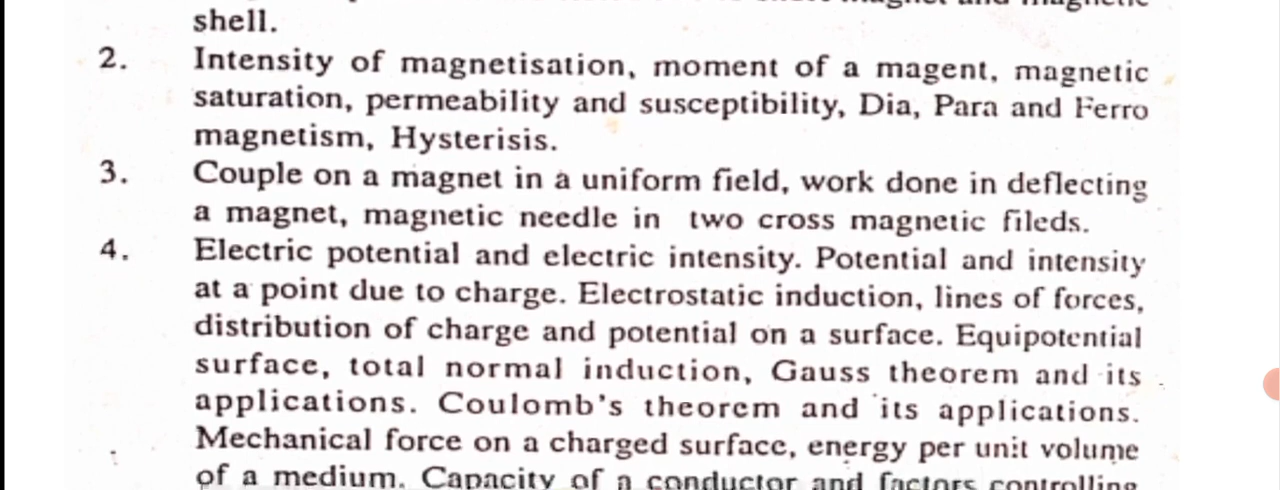 shell.
2. Intensity of magnetisation, moment of a magent, magnetic
saturation, permeability and susceptibility, Dia, Para and Ferro
magnetism, Hysterisis.
3. Couple on a magnet in a uniform field, work done in deflecting
a magnet, magnetic needle in two cross magnetic fileds.
4. Electric potential and electric intensity. Potential and intensity
at a point due to charge. Electrostatic induction, lines of forces,
distribution of charge and potential on a surface. Equipotential
surface, total normal induction, Gauss theorem and its
applications. Coulomb's theorem and its applications.
Mechanical force on a charged surface, energy per unit volume
of a medium. Capacity of a conductor and factors controlling